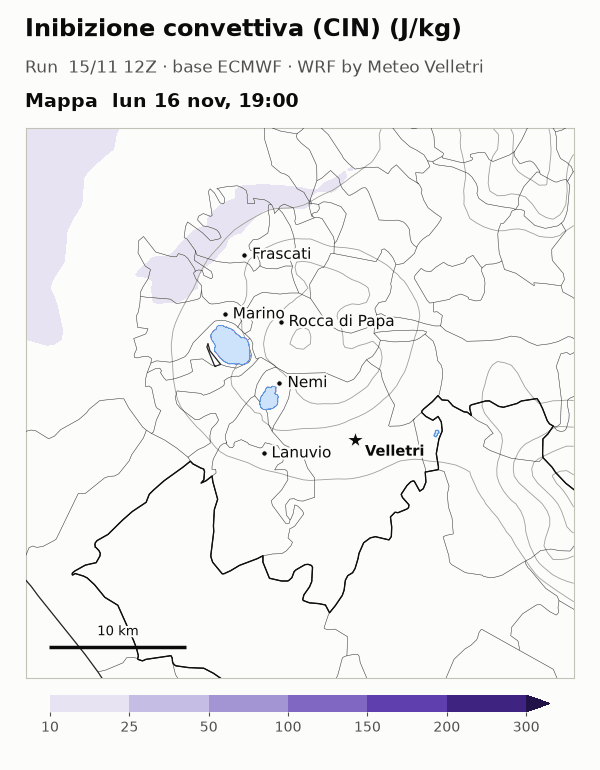 Inibizione convettiva (CIN) (J/kg)
Run  15/11 12Z · base ECMWF · WRF by Meteo Velletri
Mappa  lun 16 nov, 19:00
Frascati
Marino
Rocca di Papa
Nemi
Velletri
Lanuvio
10 km
10 25 50 100 150 200 300